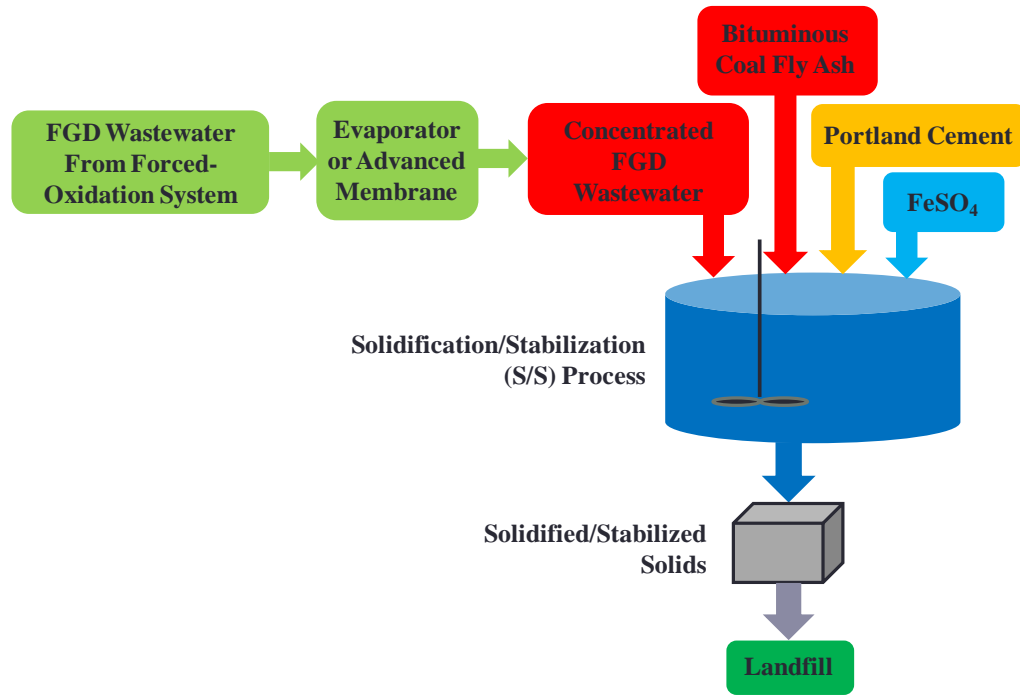 Bituminous
Coal Fly Ash
FGD Wastewater
From Forced-
Oxidation System
Evaporator
or Advanced
Membrane
Concentrated
FGD
Wastewater
Portland Cement
FeSO₄
Solidification/Stabilization
(S/S) Process
Solidified/Stabilized
Solids
Landfill